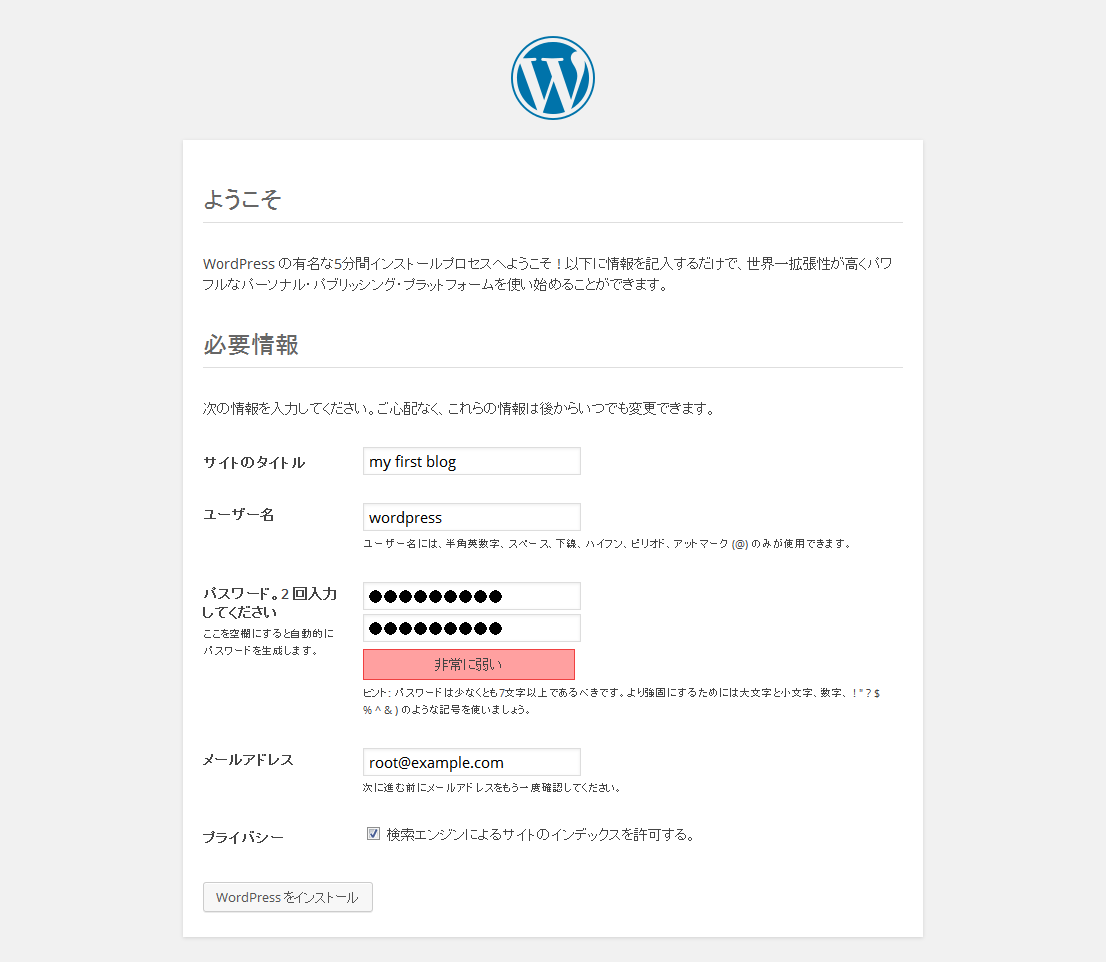 ようこそ
WordPress の有名な5分間インストールプロセスへようこそ ! 以下に情報を記入するだけで、世界一拡張性が高くパワ
フルなパーソナル・パブリッシング・プラットフォームを使い始めることができます。
必要情報
次の情報を入力してください。ご心配なく、これらの情報は後からいつでも変更できます。
サイトのタイトル
my first blog
ユーザー名
wordpress
ユーザー名には、半角英数字、スペース、下線、ハイフン、ピリオド、アットマーク (@) のみが使用できます。
パスワード。2 回入力
してください
ここを空欄にすると自動的に
パスワードを生成します。
●●●●●●●●●
●●●●●●●●●
非常に弱い
ヒント: パスワードは少なくとも7文字以上であるべきです。より強固にするためには大文字と小文字、数字、 ! " ? $
% ^ & ) のような記号を使いましょう。
メールアドレス
root@example.com
次に進む前にメールアドレスをもう一度確認してください。
プライバシー
検索エンジンによるサイトのインデックスを許可する。
WordPress をインストール